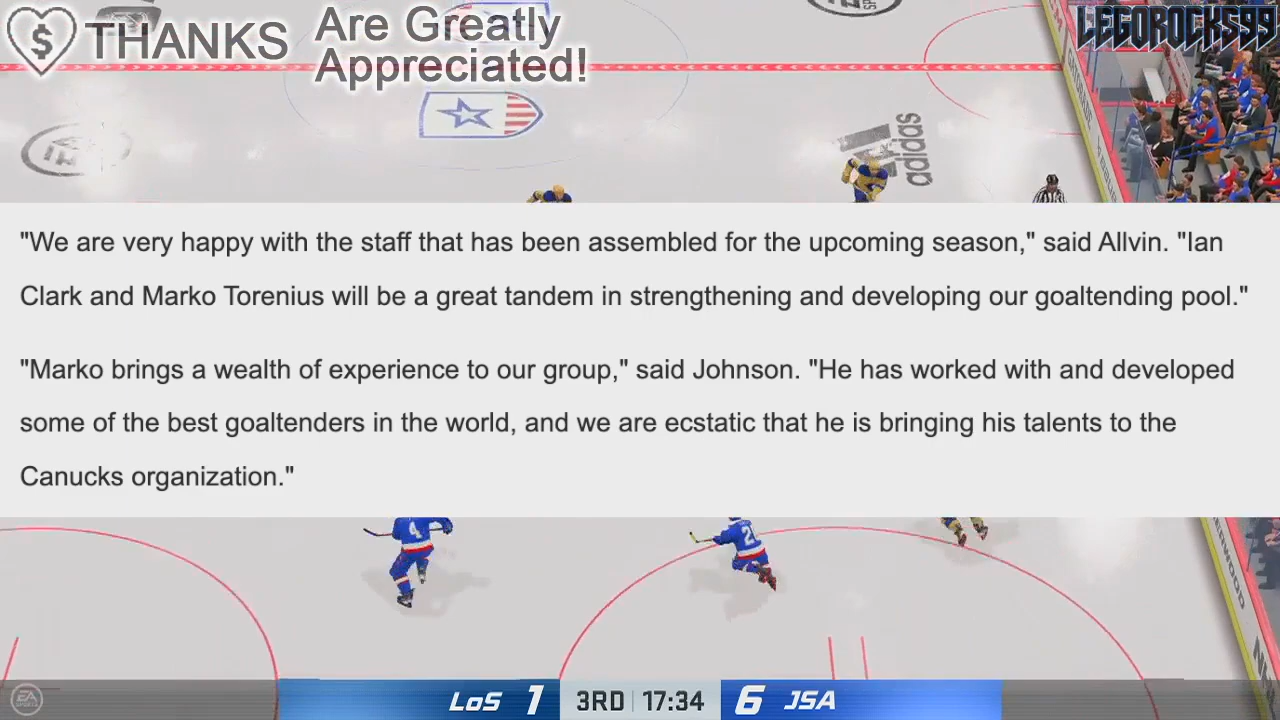 $ THANKS Are Greatly
Appreciated!
LEGOROCKS99
adidas
"We are very happy with the staff that has been assembled for the upcoming season," said Allvin. "Ian
Clark and Marko Torenius will be a great tandem in strengthening and developing our goaltending pool."
"Marko brings a wealth of experience to our group," said Johnson. "He has worked with and developed
some of the best goaltenders in the world, and we are ecstatic that he is bringing his talents to the
Canucks organization."
4
EA
SPORTS
LoS 1 3RD 17:34 6 JSA